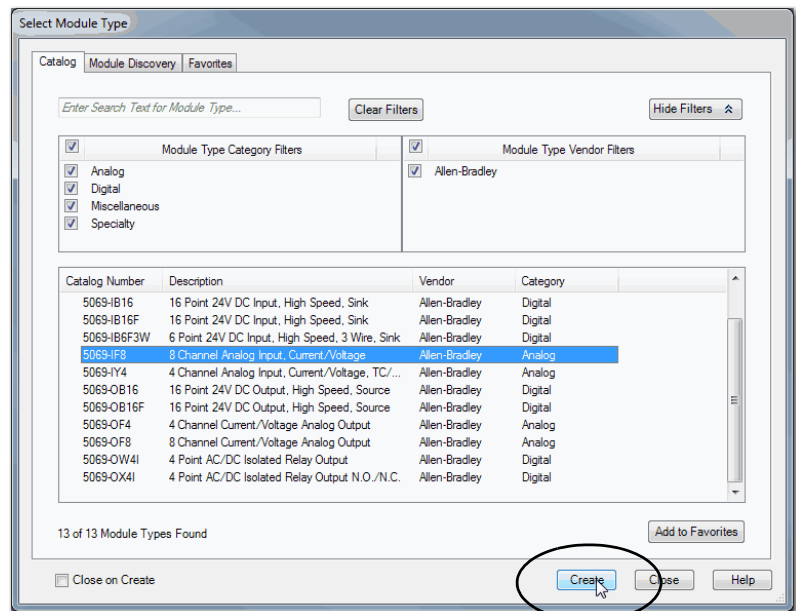 Select Module Type
Catalog Module Discovery Favorites
Enter Search Text for Module Type... Clear Filters Hide Filters
Module Type Category Filters Module Type Vendor Filters
Analog Allen-Bradley
Digital
Miscellaneous
Specialty
Catalog Number Description Vendor Category
5069-IB16 16 Point 24V DC Input, High Speed, Sink Allen-Bradley Digital
5069-IB16F 16 Point 24V DC Input, High Speed, Sink Allen-Bradley Digital
5069-IB6F3W 6 Point 24V DC Input, High Speed, 3 Wire, Sink Allen-Bradley Digital
5069-IF8 8 Channel Analog Input, Current/Voltage Allen-Bradley Analog
5069-IY4 4 Channel Analog Input, Current/Voltage, TC/... Allen-Bradley Analog
5069-OB16 16 Point 24V DC Output, High Speed, Source Allen-Bradley Digital
5069-OB16F 16 Point 24V DC Output, High Speed, Source Allen-Bradley Digital
5069-OF4 4 Channel Current/Voltage Analog Output Allen-Bradley Analog
5069-OF8 8 Channel Current/Voltage Analog Output Allen-Bradley Analog
5069-OW4I 4 Point AC/DC Isolated Relay Output Allen-Bradley Digital
5069-OX4I 4 Point AC/DC Isolated Relay Output N.O./N.C. Allen-Bradley Digital
13 of 13 Module Types Found Add to Favorites
Close on Create Create Close Help